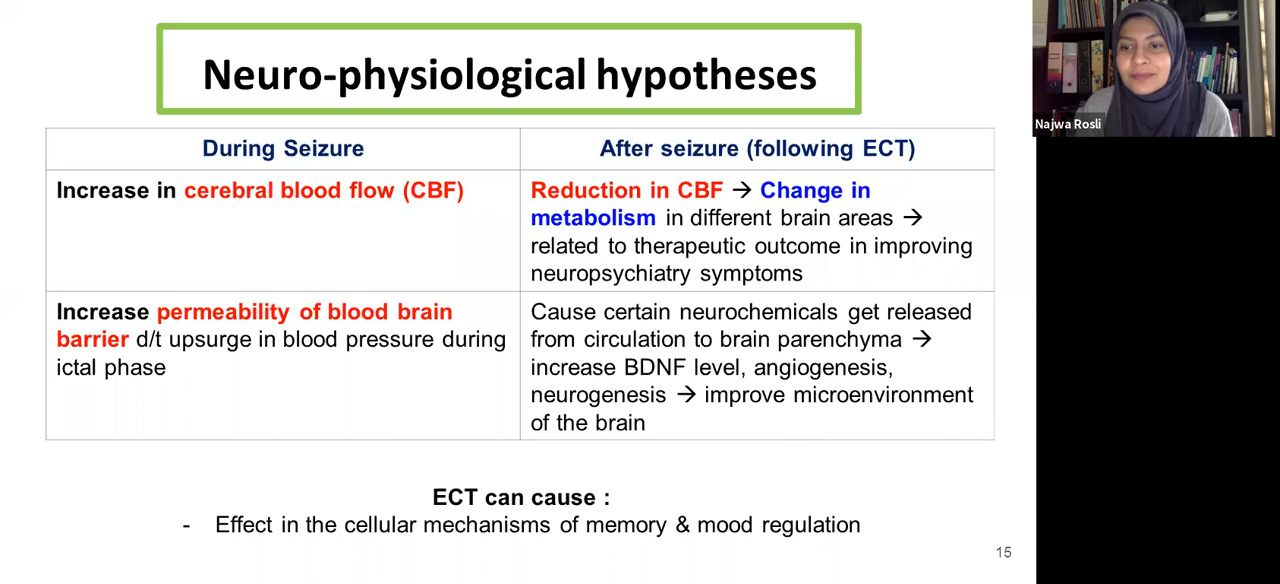 Neuro-physiological hypotheses
Najwa Rosli
During Seizure
After seizure (following ECT)
Increase in cerebral blood flow (CBF)
Reduction in CBF → Change in
metabolism in different brain areas →
related to therapeutic outcome in improving
neuropsychiatry symptoms
Increase permeability of blood brain
barrier d/t upsurge in blood pressure during
ictal phase
Cause certain neurochemicals get released
from circulation to brain parenchyma →
increase BDNF level, angiogenesis,
neurogenesis → improve microenvironment
of the brain
ECT can cause :
- Effect in the cellular mechanisms of memory & mood regulation
15